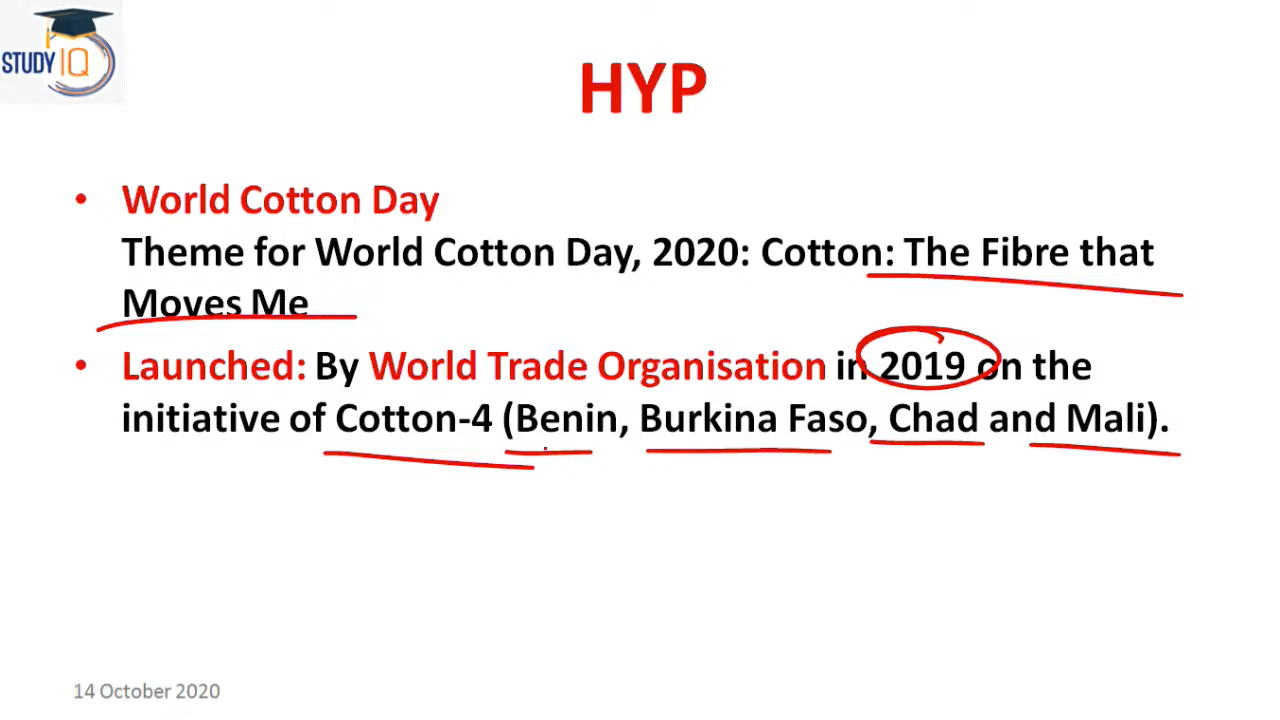 STUDY IQ
HYP
• World Cotton Day
Theme for World Cotton Day, 2020: Cotton: The Fibre that
Moves Me
• Launched: By World Trade Organisation in 2019 on the
initiative of Cotton-4 (Benin, Burkina Faso, Chad and Mali).
14 October 2020